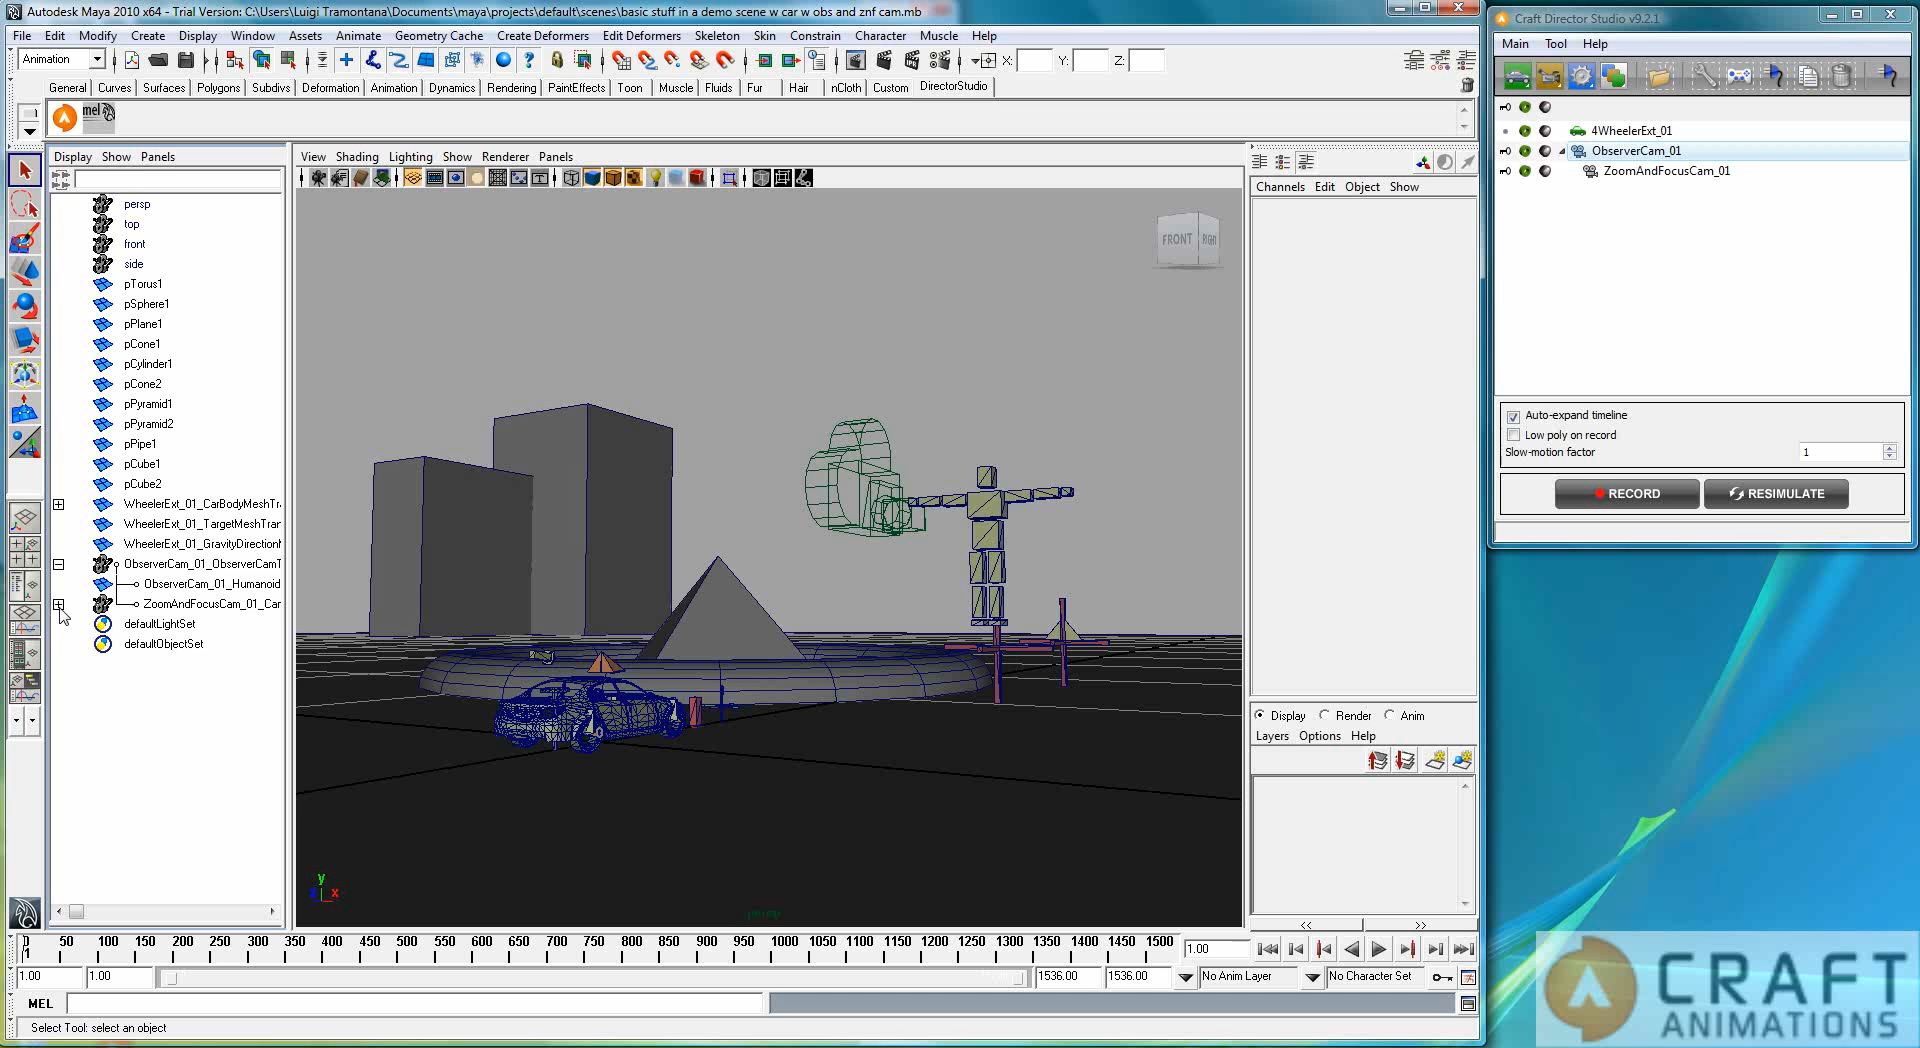 Autodesk Maya 2010 x64 - Trial Version: C:\Users\Luigi Tramontana\Documents\maya\projects\default\scenes\basic stuff in a demo scene w car w obs and znf cam.mb
File Edit Modify Create Display Window Assets Animate Geometry Cache Create Deformers Edit Deformers Skeleton Skin Constrain Character Muscle Help
Animation X: Y: Z:
General Curves Surfaces Polygons Subdivs Deformation Animation Dynamics Rendering PaintEffects Toon Muscle Fluids Fur Hair nCloth Custom DirectorStudio
mel
Display Show Panels
persp
top
front
side
pTorus1
pSphere1
pPlane1
pCone1
pCylinder1
pCone2
pPyramid1
pPyramid2
pPipe1
pCube1
pCube2
WheelerExt_01_CarBodyMeshTr
WheelerExt_01_TargetMeshTrar
WheelerExt_01_GravityDirection
ObserverCam_01_ObserverCamT
ObserverCam_01_Humanoid
ZoomAndFocusCam_01_Car
defaultLightSet
defaultObjectSet
View Shading Lighting Show Renderer Panels
FRONT RIGHT
y
x
persp
Channels Edit Object Show
Display Render Anim
Layers Options Help
<< >>
1 50 100 150 200 250 300 350 400 450 500 550 600 650 700 750 800 850 900 950 1000 1050 1100 1150 1200 1250 1300 1350 1400 1450 1500
1.00
1.00 1.00 1536.00 1536.00 No Anim Layer No Character Set
MEL
Select Tool: select an object
Craft Director Studio v9.2.1
Main Tool Help
4WheelerExt_01
ObserverCam_01
ZoomAndFocusCam_01
Auto-expand timeline
Low poly on record
Slow-motion factor 1
RECORD RESIMULATE
CRAFT
ANIMATIONS